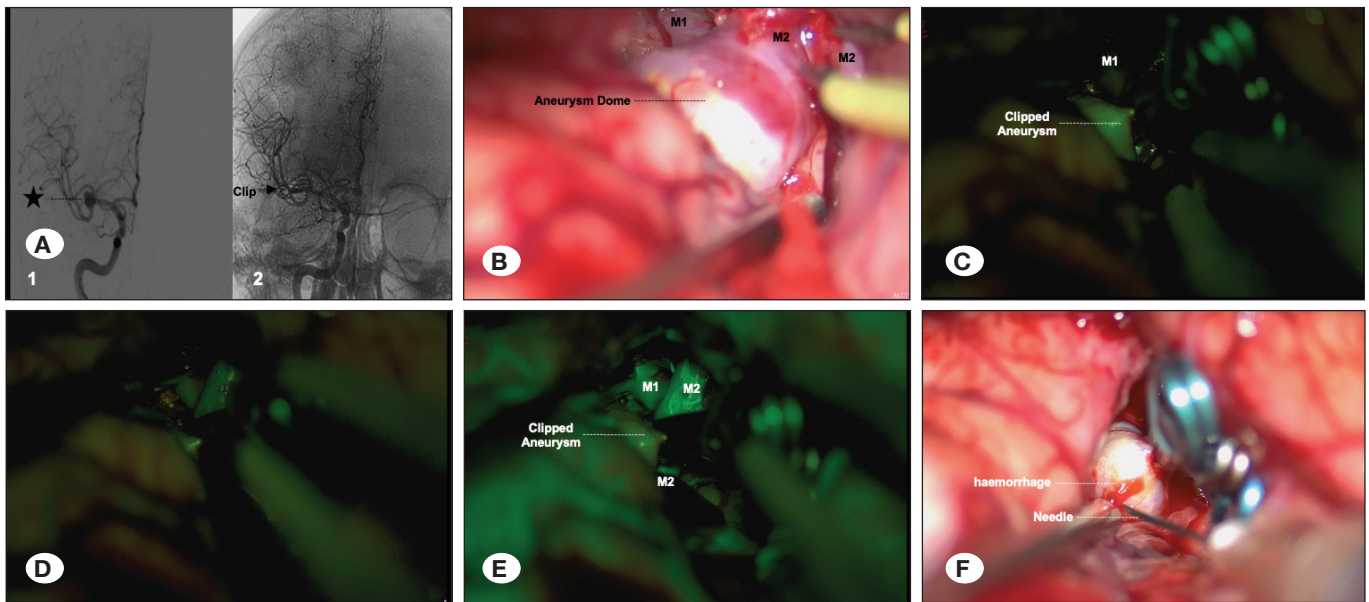 A
1
Clip
2
M1
M2
M2
Aneurysm Dome
B
M1
Clipped
Aneurysm
C
D
M1
M2
Clipped
Aneurysm
M2
E
haemorrhage
Needle
F